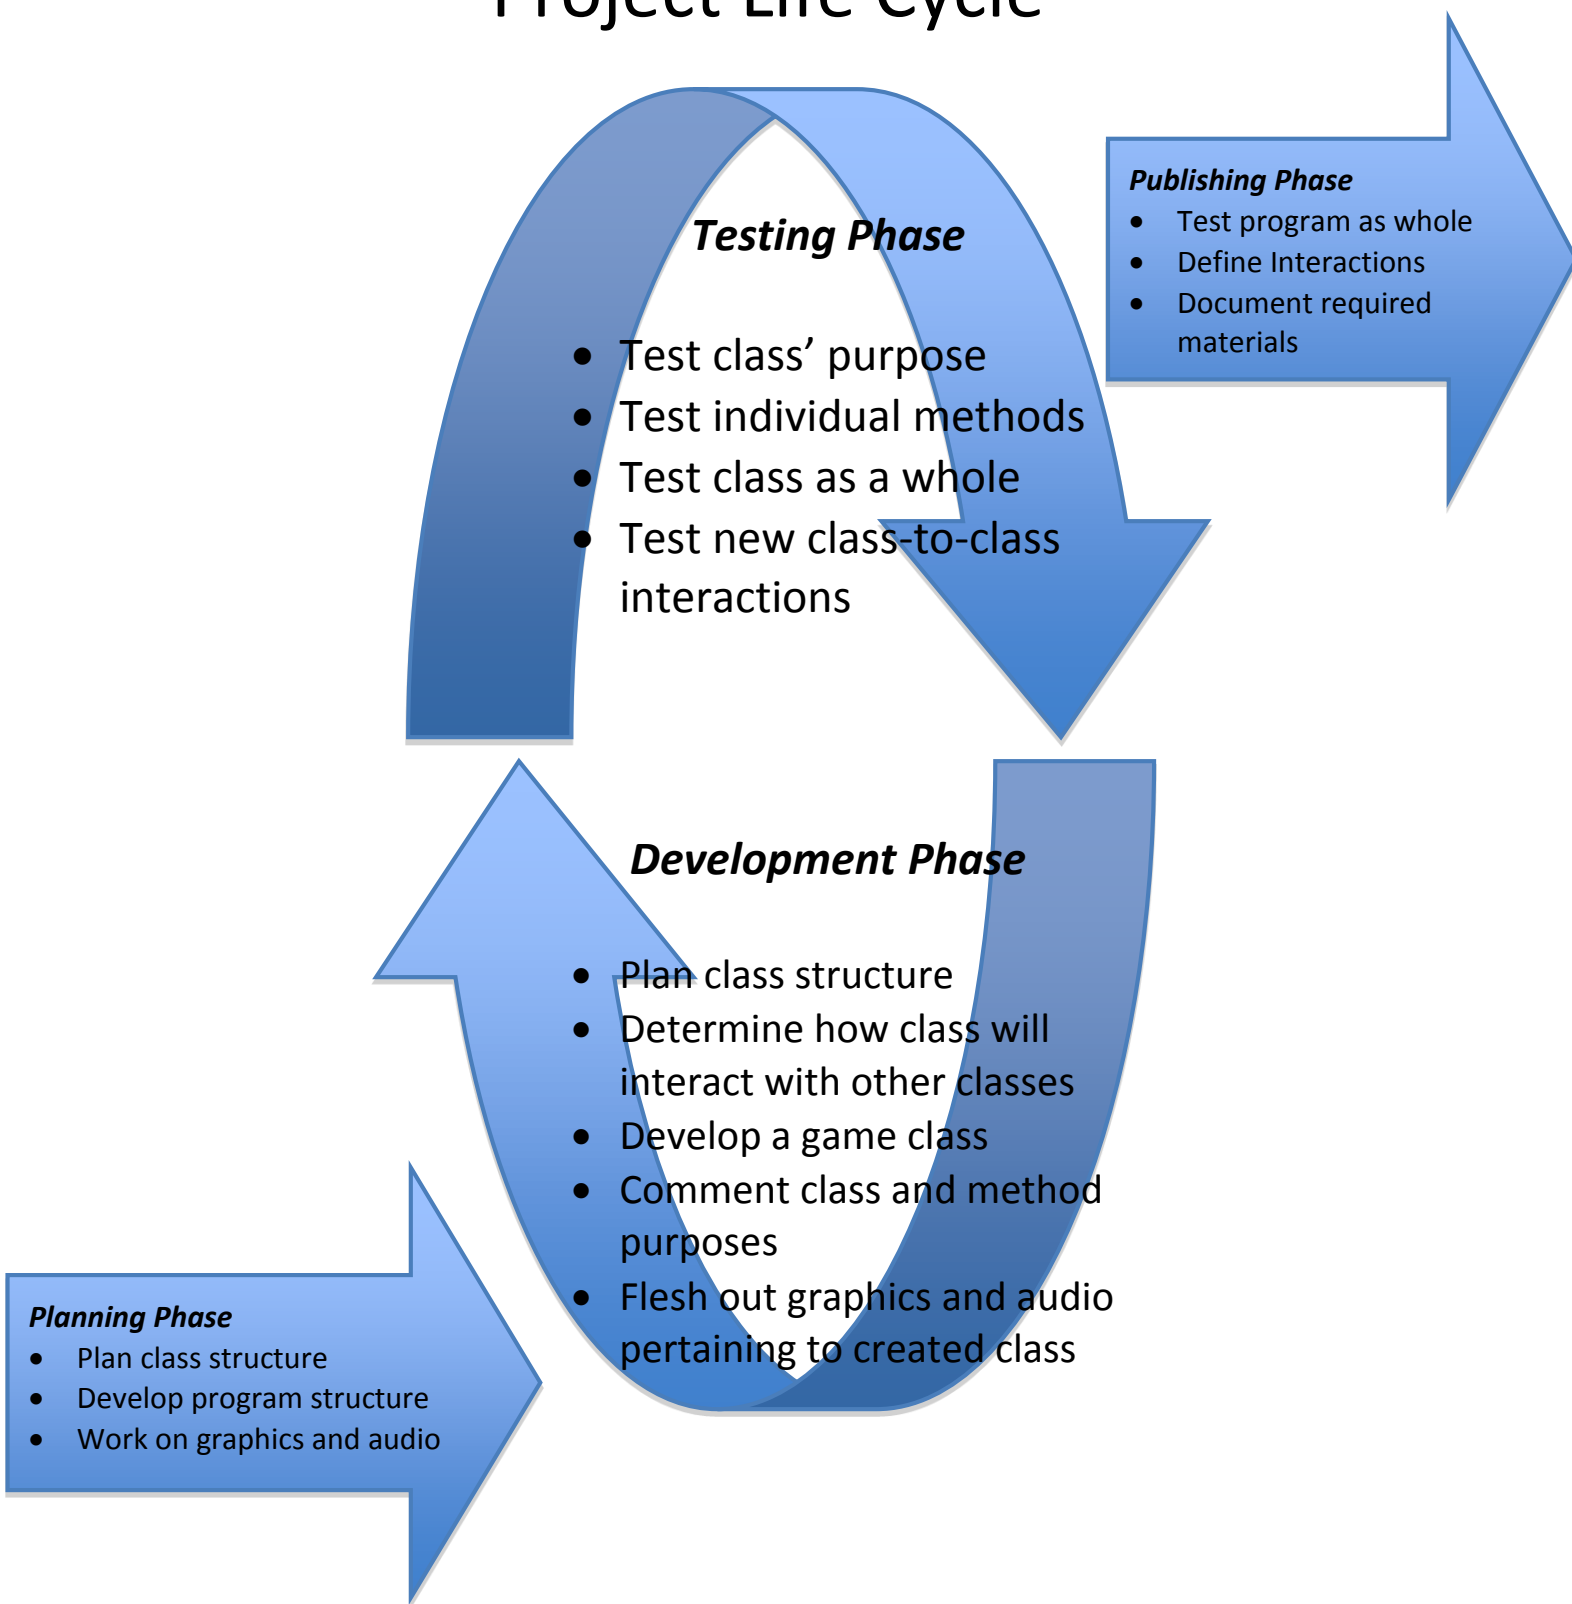 Project Life Cycle
Publishing Phase
• Test program as whole
• Define Interactions
• Document required
materials
Testing Phase
• Test class’ purpose
• Test individual methods
• Test class as a whole
• Test new class-to-class
interactions
Development Phase
• Plan class structure
• Determine how class will
interact with other classes
• Develop a game class
• Comment class and method
purposes
• Flesh out graphics and audio
pertaining to created class
Planning Phase
• Plan class structure
• Develop program structure
• Work on graphics and audio